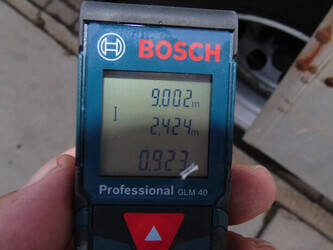 BOSCH
9.002 m
2.424 m
0.923
Professional GLM 40